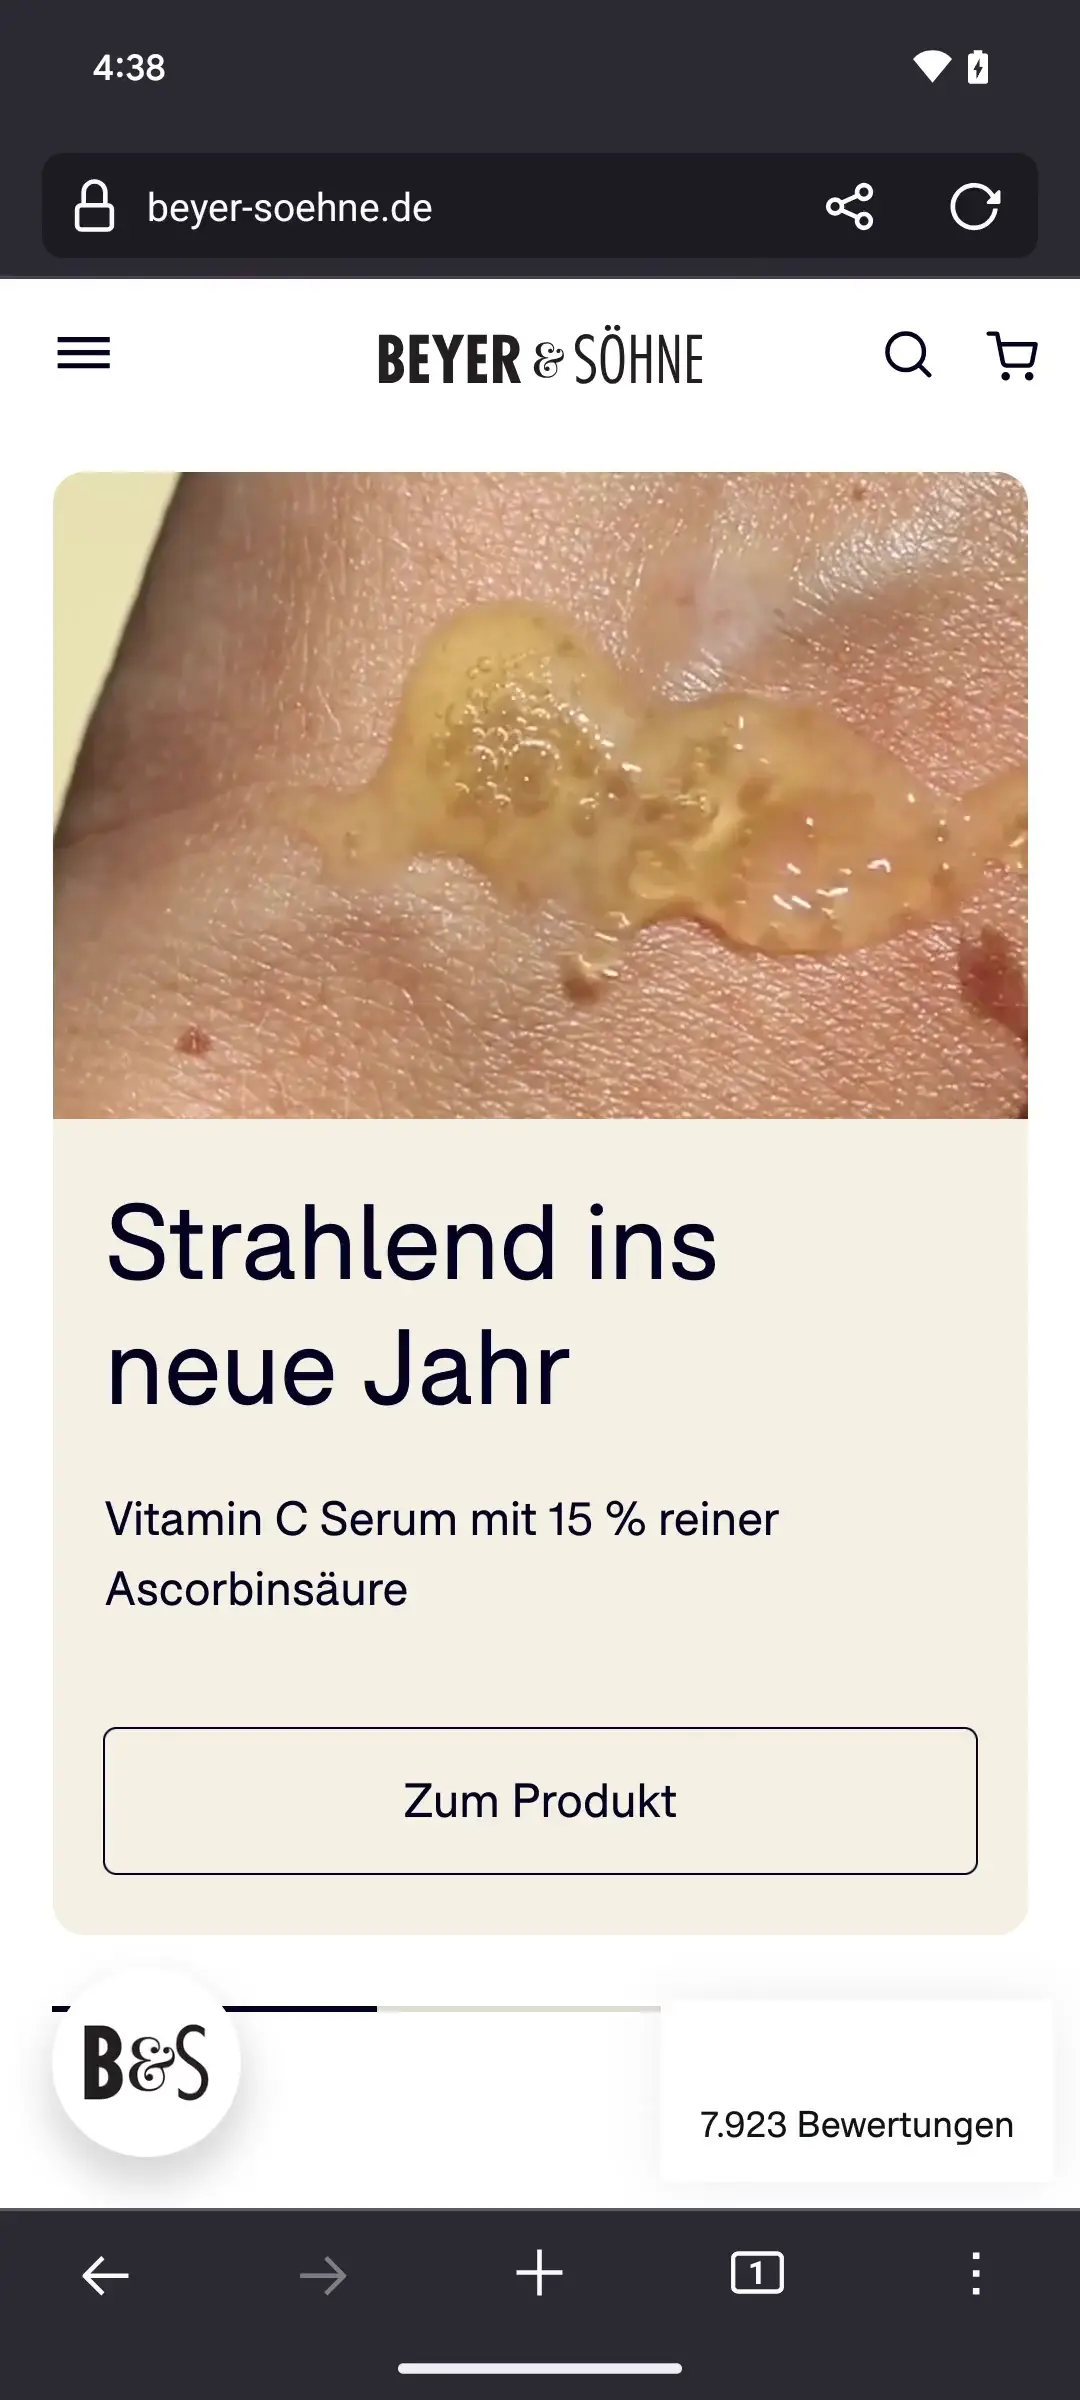 4:38
beyer-soehne.de
BEYER & SÖHNE
Strahlend ins
neue Jahr
Vitamin C Serum mit 15 % reiner
Ascorbinsäure
Zum Produkt
B&S
7.923 Bewertungen
1